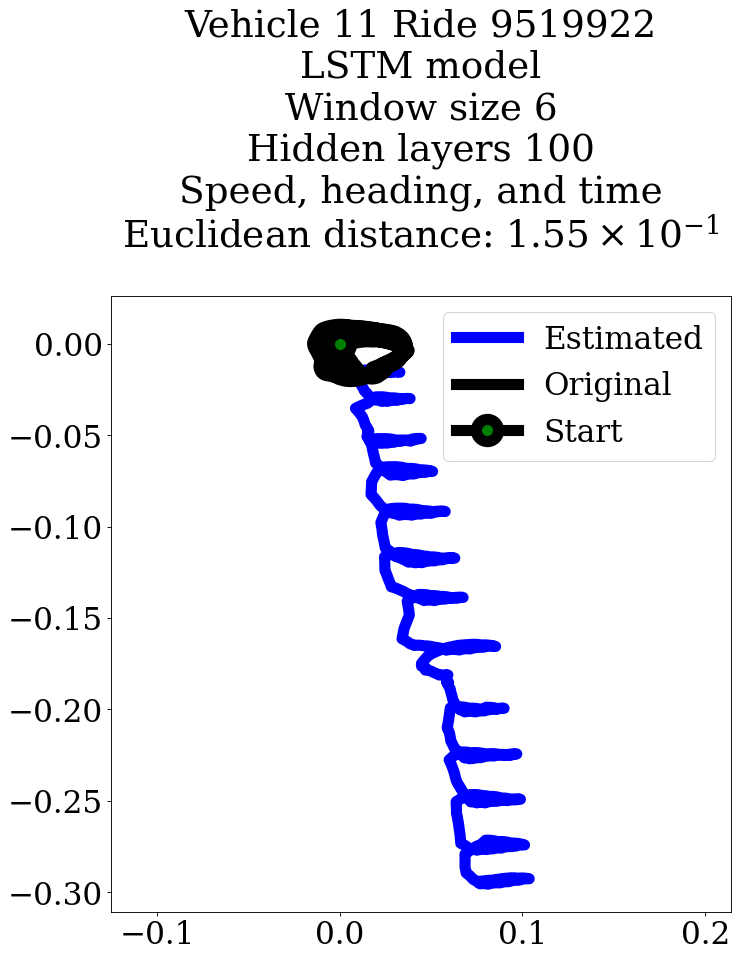 Vehicle 11 Ride 9519922
LSTM model
Window size 6
Hidden layers 100
Speed, heading, and time
Euclidean distance: 1.55 × 10⁻¹
Estimated
Original
Start
0.00
−0.05
−0.10
−0.15
−0.20
−0.25
−0.30
−0.1
0.0
0.1
0.2